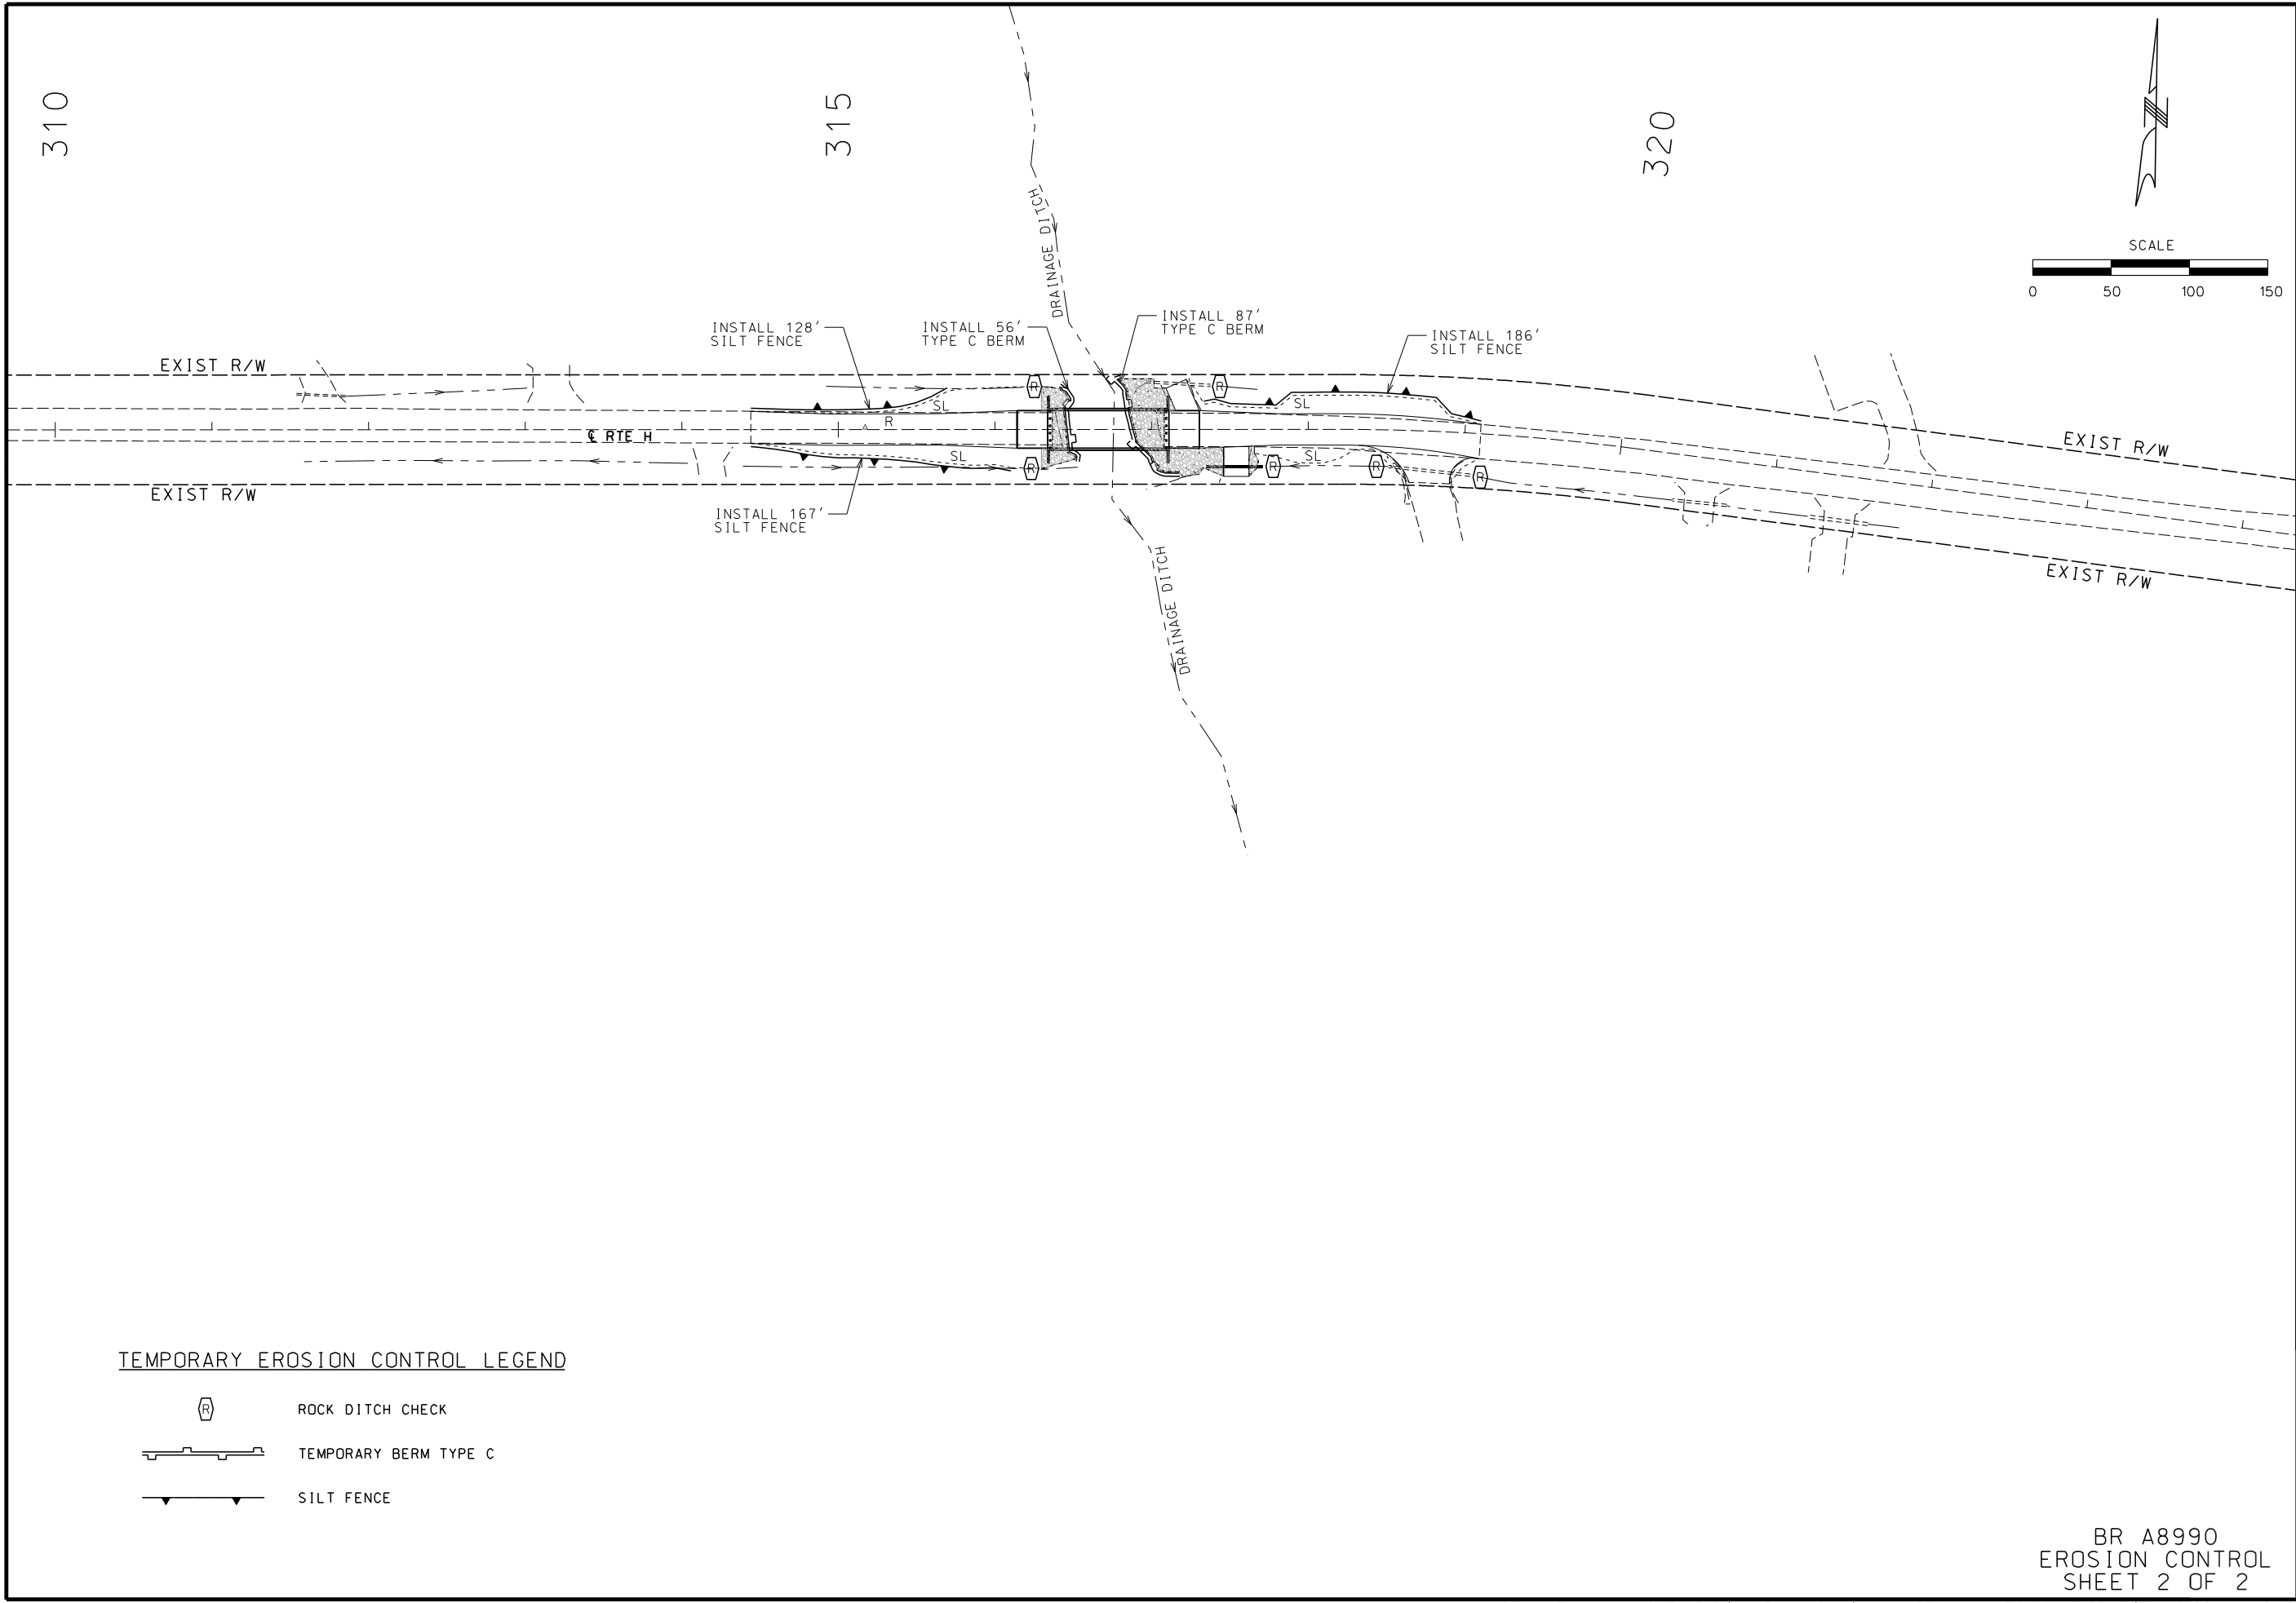 310
315
320
SCALE
0 50 100 150
DRAINAGE DITCH
INSTALL 128'
SILT FENCE
INSTALL 56'
TYPE C BERM
INSTALL 87'
TYPE C BERM
INSTALL 186'
SILT FENCE
EXIST R/W
R
R
SL
SL
R
℄ RTE H
EXIST R/W
SL
SL
R
R
R
R
EXIST R/W
INSTALL 167'
SILT FENCE
DRAINAGE DITCH
EXIST R/W
TEMPORARY EROSION CONTROL LEGEND
R ROCK DITCH CHECK
TEMPORARY BERM TYPE C
SILT FENCE
BR A8990
EROSION CONTROL
SHEET 2 OF 2